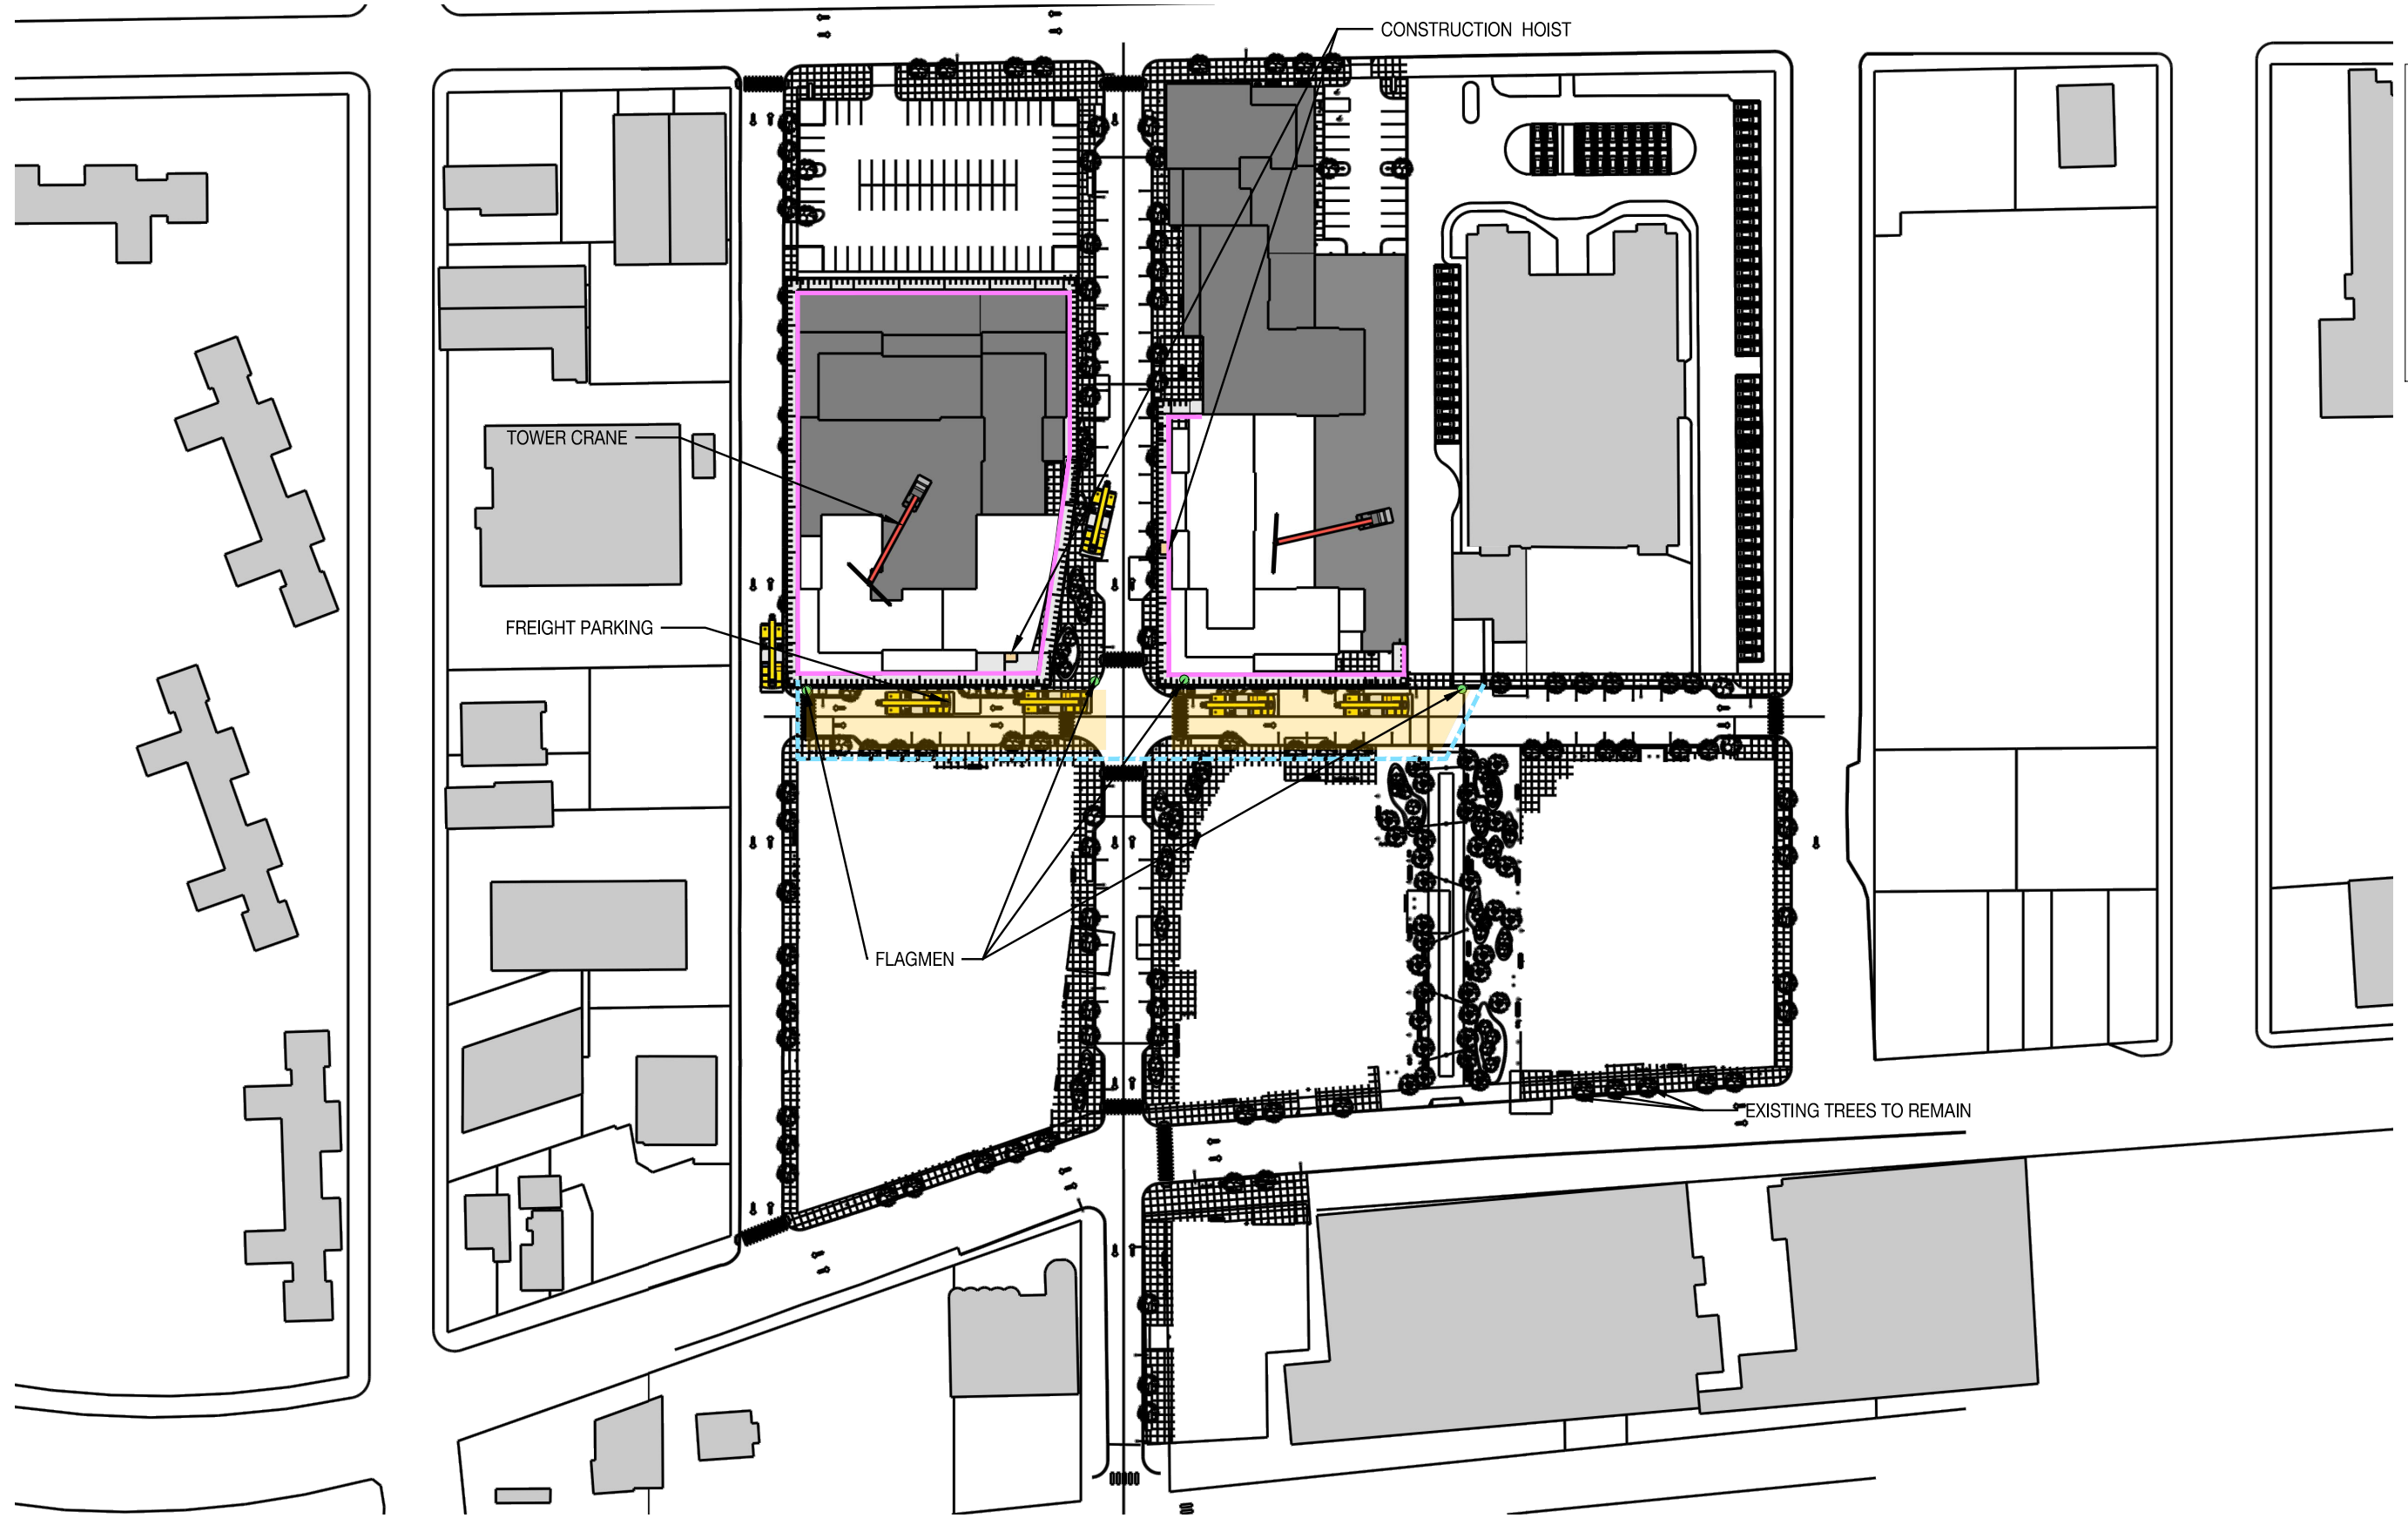 CONSTRUCTION HOIST
TOWER CRANE
FREIGHT PARKING
FLAGMEN
EXISTING TREES TO REMAIN